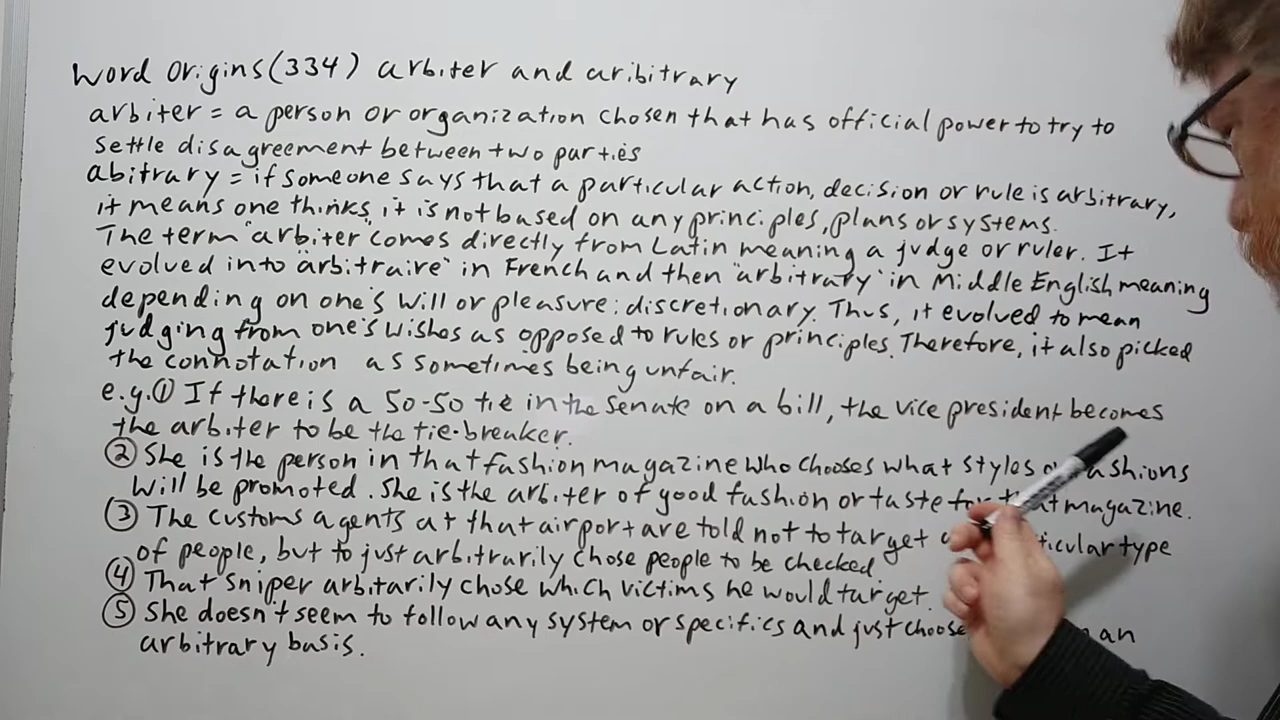 Word Origins (334) arbiter and aribitrary
arbiter = a person or organization chosen that has official power to try to
settle disagreement between two parties
abitrary = if someone says that a particular action, decision or rule is arbitrary,
it means one thinks it is not based on any principles, plans or systems.
The term "arbiter" comes directly from Latin meaning a judge or ruler. It
evolved into "arbitraire" in French and then "arbitrary" in Middle English meaning
depending on one's will or pleasure: discretionary. Thus, it evolved to mean
judging from one's wishes as opposed to rules or principles. Therefore, it also picked
the connotation as sometimes being unfair.
e.g. ① If there is a 50-50 tie in the Senate on a bill, the vice president becomes
the arbiter to be the tie-breaker.
② She is the person in that fashion magazine who chooses what styles fashions
will be promoted. She is the arbiter of good fashion or taste for that magazine.
③ The customs agents at that airport are told not to target type
of people, but to just arbitrarily chose people to be checked
④ That sniper arbitarily chose which victims he would target.
⑤ She doesn't seem to follow any system or specifics and just choose an
arbitrary basis.